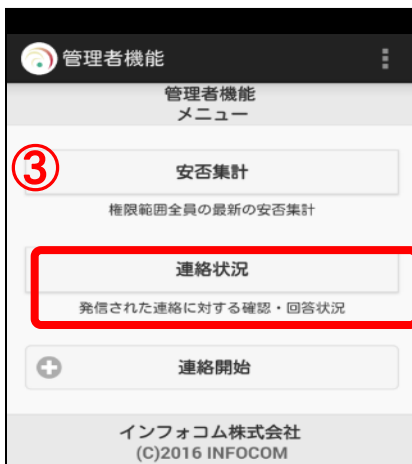 管理者機能
管理者機能
メニュー
③
安否集計
権限範囲全員の最新の安否集計
連絡状況
発信された連絡に対する確認・回答状況
連絡開始
インフォコム株式会社
(C)2016 INFOCOM